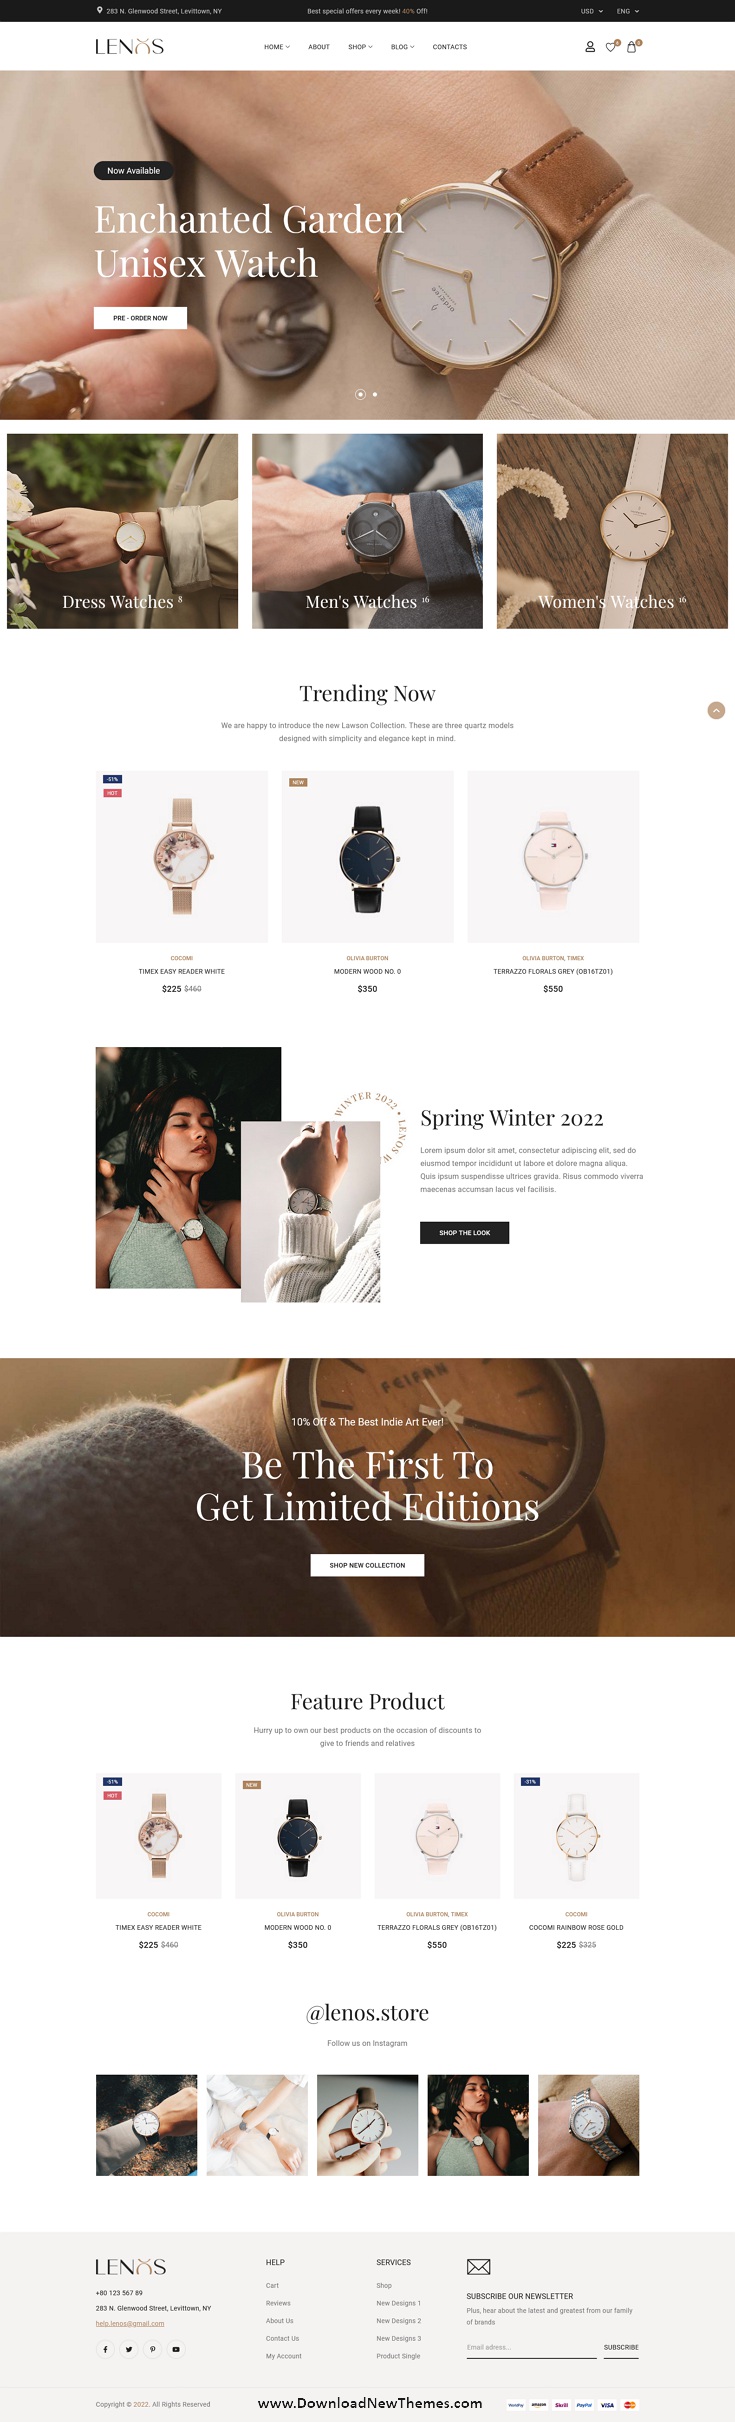 283 N. Glenwood Street, Levittown, NY
Best special offers every week! 40% Off!
USD
ENG
LENOS
HOME
ABOUT
SHOP
BLOG
CONTACTS
Now Available
Enchanted Garden
Unisex Watch
PRE - ORDER NOW
Dress Watches 8
Men's Watches 16
Women's Watches 16
Trending Now
We are happy to introduce the new Lawson Collection. These are three quartz models
designed with simplicity and elegance kept in mind.
-51%
HOT
NEW
COCOMI
TIMEX EASY READER WHITE
$225 $460
OLIVIA BURTON
MODERN WOOD NO. 0
$350
OLIVIA BURTON, TIMEX
TERRAZZO FLORALS GREY (OB16TZ01)
$550
WINTER 2022 • LENOS W
Spring Winter 2022
Lorem ipsum dolor sit amet, consectetur adipiscing elit, sed do
eiusmod tempor incididunt ut labore et dolore magna aliqua.
Quis ipsum suspendisse ultrices gravida. Risus commodo viverra
maecenas accumsan lacus vel facilisis.
SHOP THE LOOK
FEIFAN
10% Off & The Best Indie Art Ever!
Be The First To
Get Limited Editions
SHOP NEW COLLECTION
Feature Product
Hurry up to own our best products on the occasion of discounts to
give to friends and relatives
-51%
HOT
NEW
-31%
COCOMI
TIMEX EASY READER WHITE
$225 $460
OLIVIA BURTON
MODERN WOOD NO. 0
$350
OLIVIA BURTON, TIMEX
TERRAZZO FLORALS GREY (OB16TZ01)
$550
COCOMI
COCOMI RAINBOW ROSE GOLD
$225 $325
@lenos.store
Follow us on Instagram
LENOS
+80 123 567 89
283 N. Glenwood Street, Levittown, NY
help.lenos@gmail.com
HELP
Cart
Reviews
About Us
Contact Us
My Account
SERVICES
Shop
New Designs 1
New Designs 2
New Designs 3
Product Single
SUBSCRIBE OUR NEWSLETTER
Plus, hear about the latest and greatest from our family
of brands
Email adress...
SUBSCRIBE
Copyright © 2022. All Rights Reserved
www.DownloadNewThemes.com
amazon
Skrill
PayPal
VISA